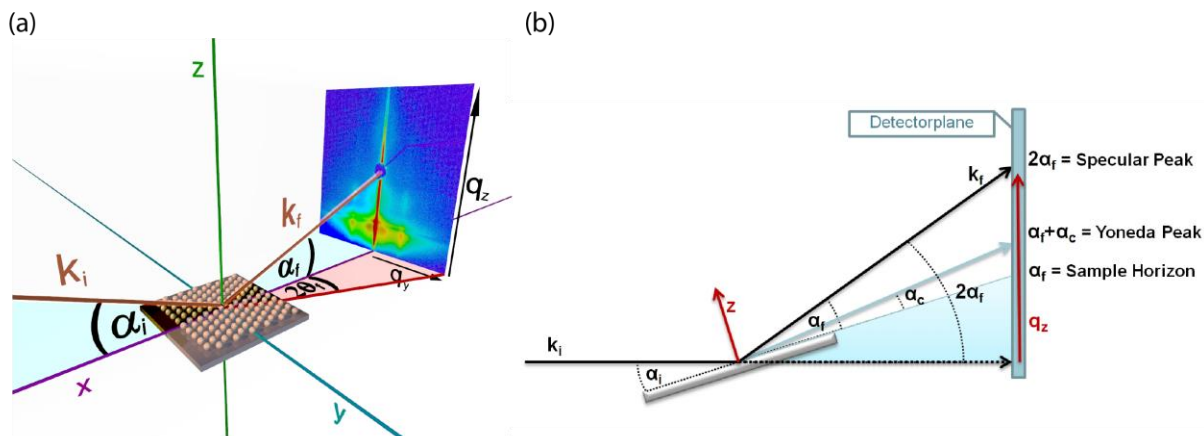 (a)
z
k_f
q_z
α_f
k_i
q_y
2θ_i
α_i
x
y
(b)
Detectorplane
2α_f = Specular Peak
k_f
α_f+α_c = Yoneda Peak
α_f = Sample Horizon
z
α_c
2α_f
α_f
q_z
k_i
α_i